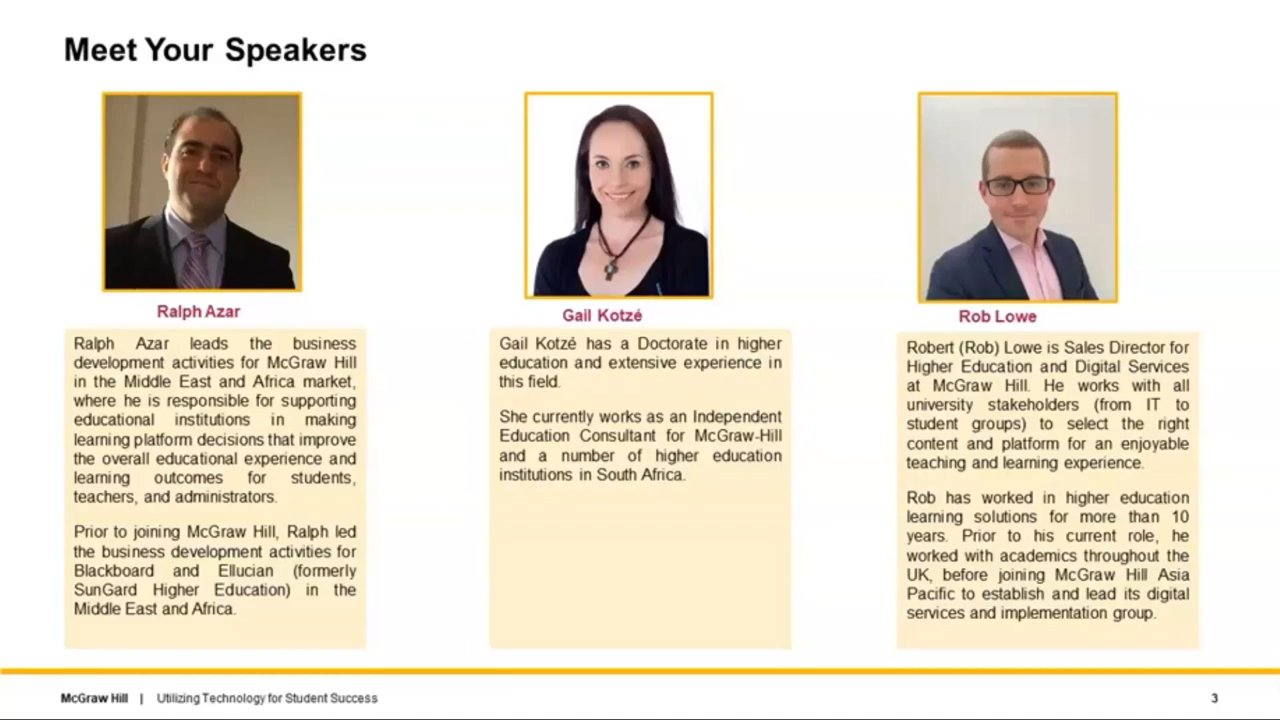 Meet Your Speakers
Ralph Azar
Ralph Azar leads the business
development activities for McGraw Hill
in the Middle East and Africa market,
where he is responsible for supporting
educational institutions in making
learning platform decisions that improve
the overall educational experience and
learning outcomes for students,
teachers, and administrators.
Prior to joining McGraw Hill, Ralph led
the business development activities for
Blackboard and Ellucian (formerly
SunGard Higher Education) in the
Middle East and Africa.
Gail Kotzé
Gail Kotzé has a Doctorate in higher
education and extensive experience in
this field.
She currently works as an Independent
Education Consultant for McGraw-Hill
and a number of higher education
institutions in South Africa.
Rob Lowe
Robert (Rob) Lowe is Sales Director for
Higher Education and Digital Services
at McGraw Hill. He works with all
university stakeholders (from IT to
student groups) to select the right
content and platform for an enjoyable
teaching and learning experience.
Rob has worked in higher education
learning solutions for more than 10
years. Prior to his current role, he
worked with academics throughout the
UK, before joining McGraw Hill Asia
Pacific to establish and lead its digital
services and implementation group.
McGraw Hill | Utilizing Technology for Student Success
3